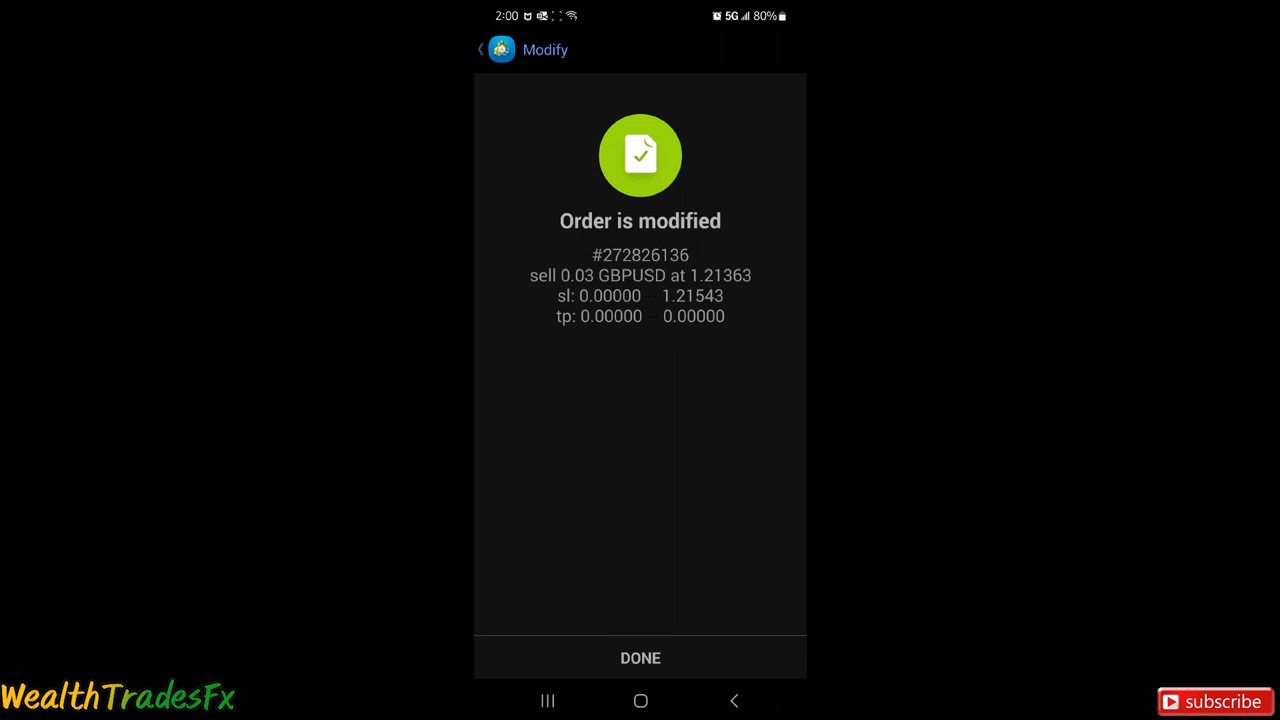 2:00 5G 80%
Modify
Order is modified
#272826136
sell 0.03 GBPUSD at 1.21363
sl: 0.00000 → 1.21543
tp: 0.00000 → 0.00000
DONE
WealthTradesFx
subscribe